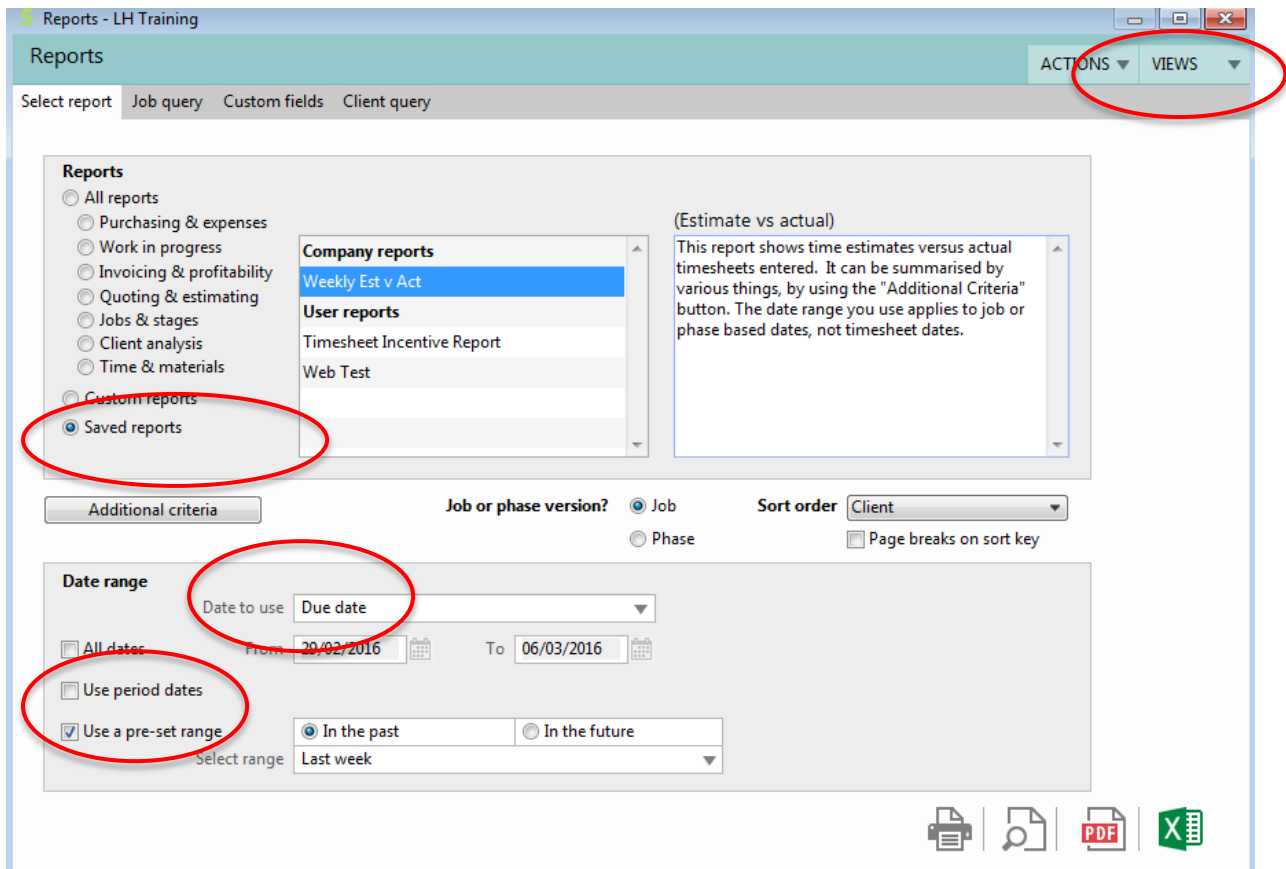 S Reports - LH Training
Reports
ACTIONS VIEWS
Select report Job query Custom fields Client query
Reports
All reports
Purchasing & expenses
Work in progress
Invoicing & profitability
Quoting & estimating
Jobs & stages
Client analysis
Time & materials
Custom reports
Saved reports
Company reports
Weekly Est v Act
User reports
Timesheet Incentive Report
Web Test
(Estimate vs actual)
This report shows time estimates versus actual
timesheets entered. It can be summarised by
various things, by using the "Additional Criteria"
button. The date range you use applies to job or
phase based dates, not timesheet dates.
Additional criteria
Job or phase version? Job
Phase
Sort order Client
Page breaks on sort key
Date range
Date to use Due date
All dates From 29/02/2016 To 06/03/2016
Use period dates
Use a pre-set range In the past In the future
Select range Last week
PDF X